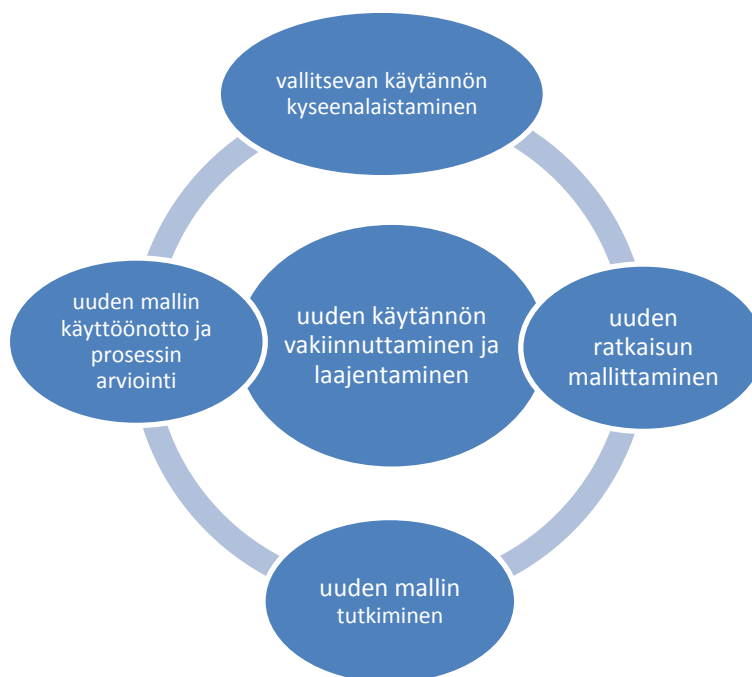 vallitsevan käytännön
kyseenalaistaminen
uuden mallin
käyttöönotto ja
prosessin
arviointi
uuden käytännön
vakiinnuttaminen ja
laajentaminen
uuden
ratkaisun
mallittaminen
uuden mallin
tutkiminen